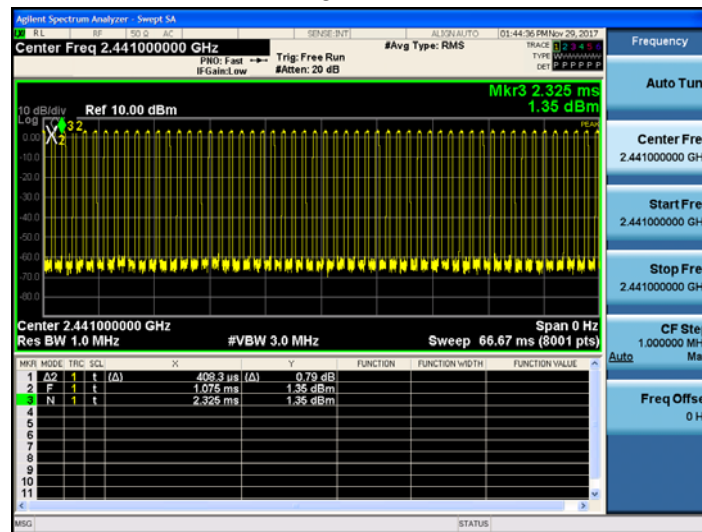 Agilent Spectrum Analyzer - Swept SA
RL RF 50 Ω AC SENSE:INT ALIGNAUTO 01:44:36 PM Nov 29, 2017
Center Freq 2.441000000 GHz #Avg Type: RMS TRACE 1 2 3 4 5 6
PNO: Fast Trig: Free Run TYPE
IFGain:Low #Atten: 20 dB DET P P P P P P
Mkr3 2.325 ms
1.35 dBm
10 dB/div Ref 10.00 dBm
Log
PEAK
3 2
X2
0.00
-10.0
-20.0
-30.0
-40.0
-50.0
-60.0
-70.0
-80.0
Center 2.441000000 GHz Span 0 Hz
Res BW 1.0 MHz #VBW 3.0 MHz Sweep 66.67 ms (8001 pts)
MKR MODE TRC SCL X Y FUNCTION FUNCTION WIDTH FUNCTION VALUE
1 Δ2 1 t (Δ) 408.3 µs (Δ) 0.79 dB
2 F 1 t 1.075 ms 1.35 dBm
3 N 1 t 2.325 ms 1.35 dBm
4
5
6
7
8
9
10
11
MSG STATUS
Frequency
Auto Tun
Center Fre
2.441000000 GH
Start Fre
2.441000000 GH
Stop Fre
2.441000000 GH
CF Ste
1.000000 MH
Auto Ma
Freq Offse
0 H